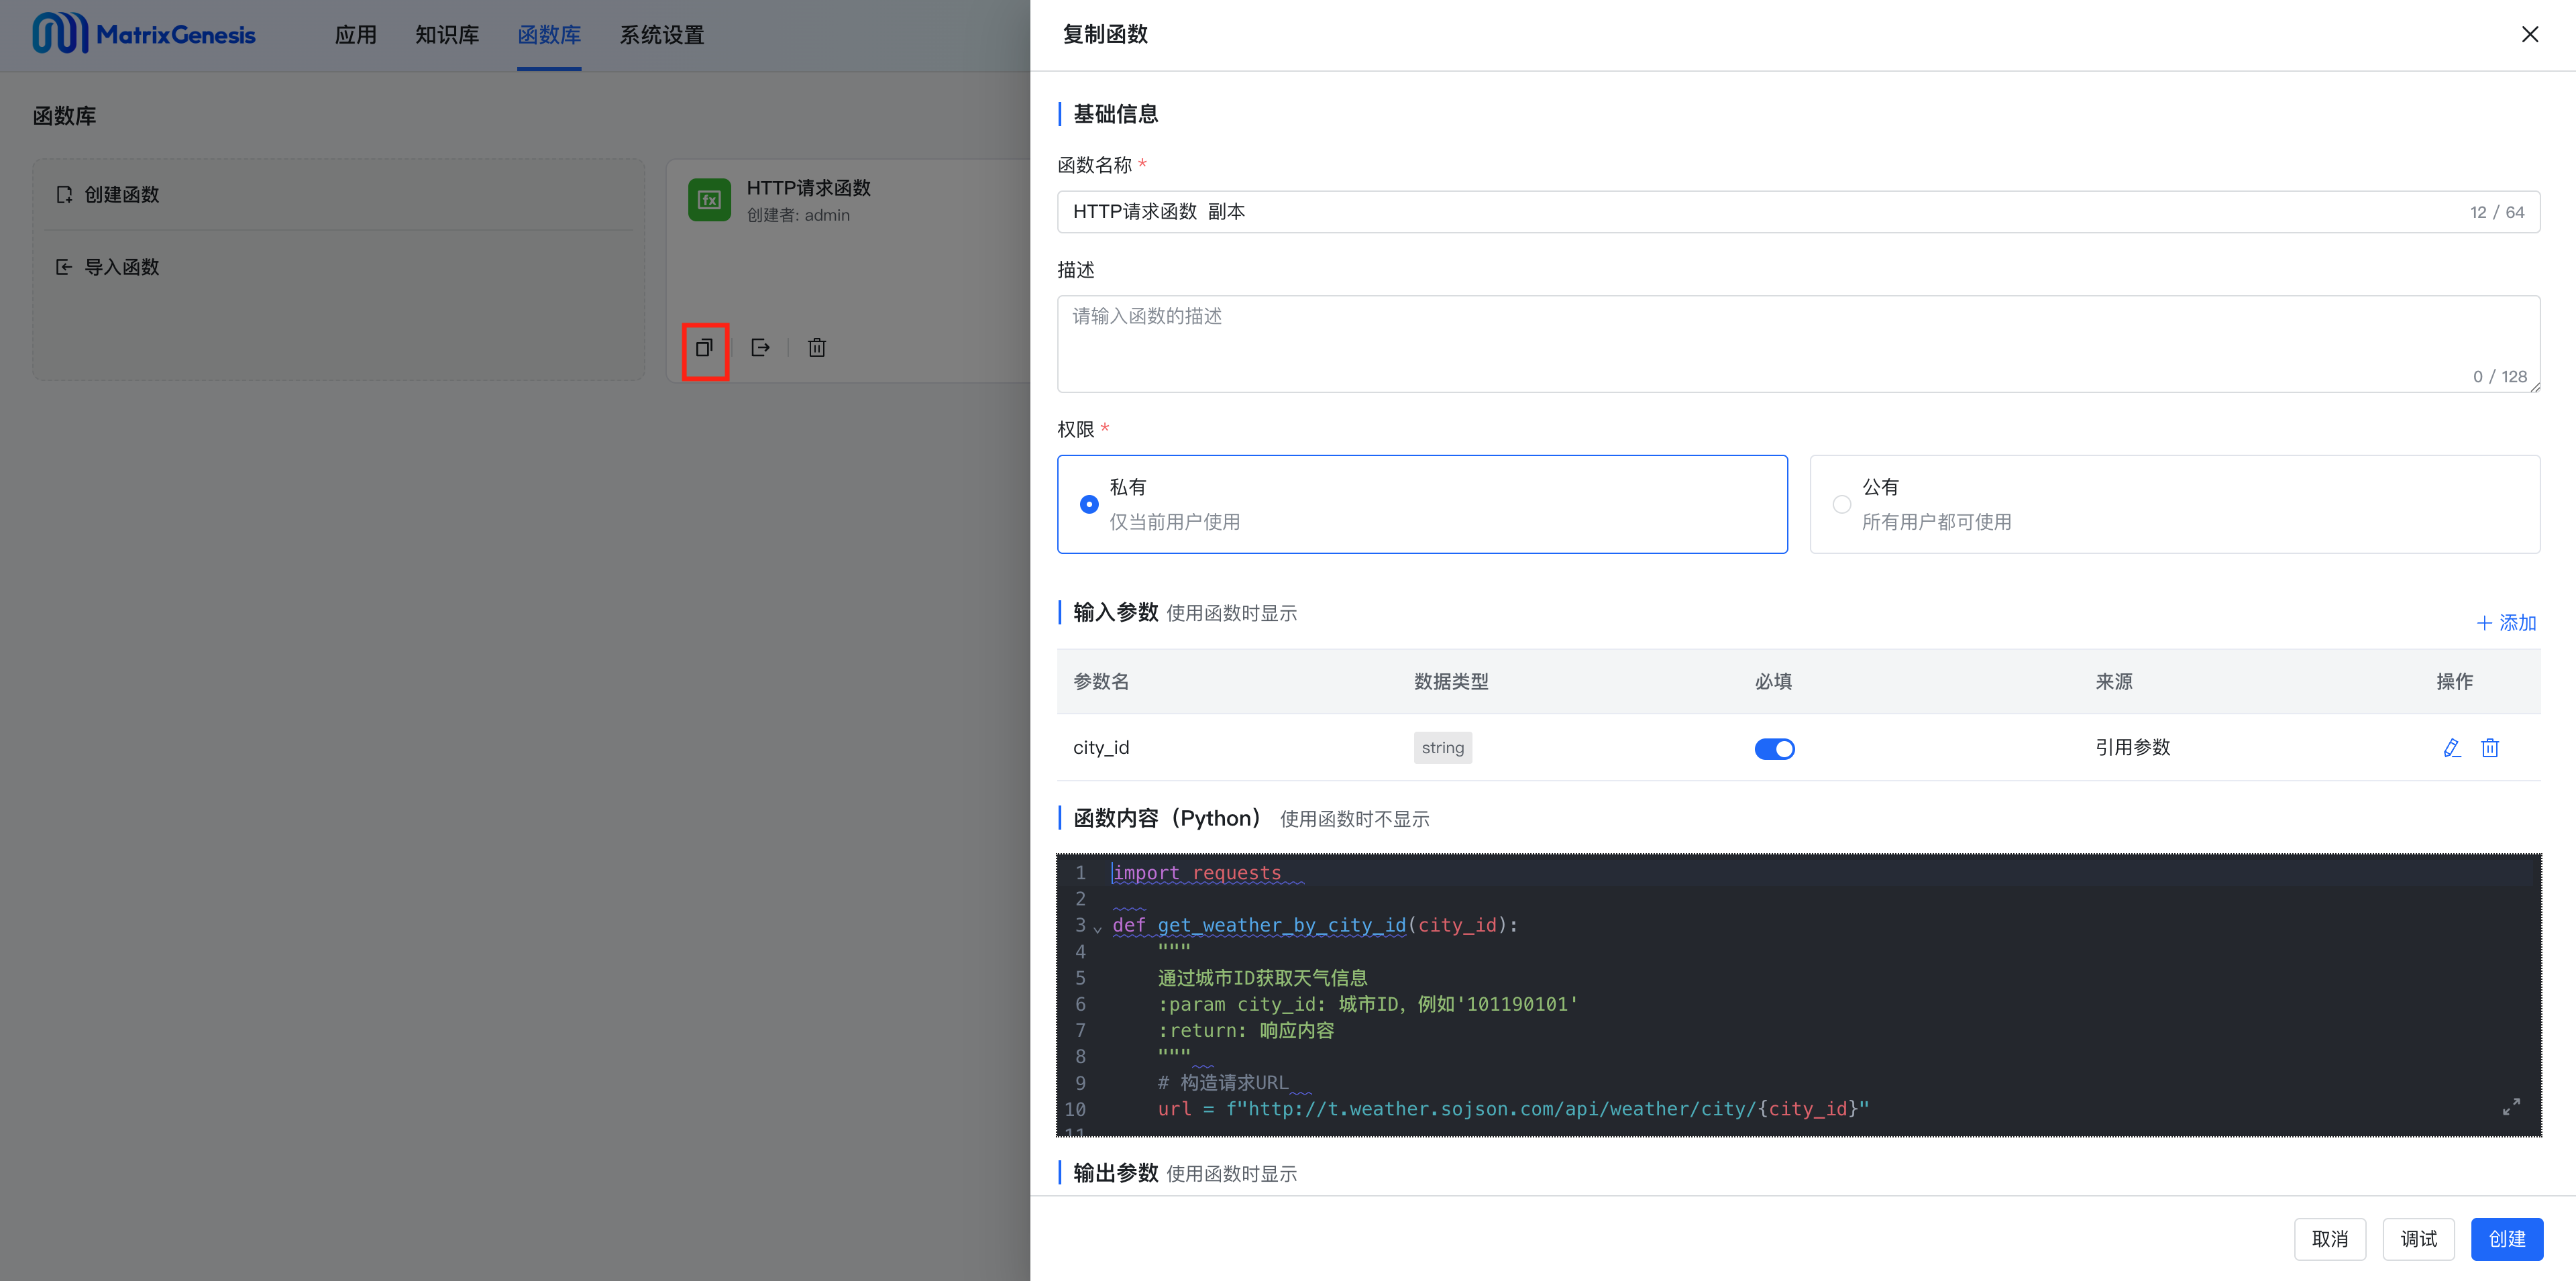 MatrixGenesis
应用 知识库 函数库 系统设置
函数库
创建函数
导入函数
fx
HTTP请求函数
创建者: admin
复制函数
基础信息
函数名称 *
HTTP请求函数 副本 12 / 64
描述
请输入函数的描述
0 / 128
权限 *
私有
仅当前用户使用
公有
所有用户都可使用
输入参数 使用函数时显示
添加
参数名 数据类型 必填 来源 操作
city_id string 引用参数
函数内容（Python） 使用函数时不显示
1 import requests
2
3 def get_weather_by_city_id(city_id):
4 """
5 通过城市ID获取天气信息
6 :param city_id: 城市ID，例如'101190101'
7 :return: 响应内容
8 """
9 # 构造请求URL
10 url = f"http://t.weather.sojson.com/api/weather/city/{city_id}"
11
输出参数 使用函数时显示
取消 调试 创建